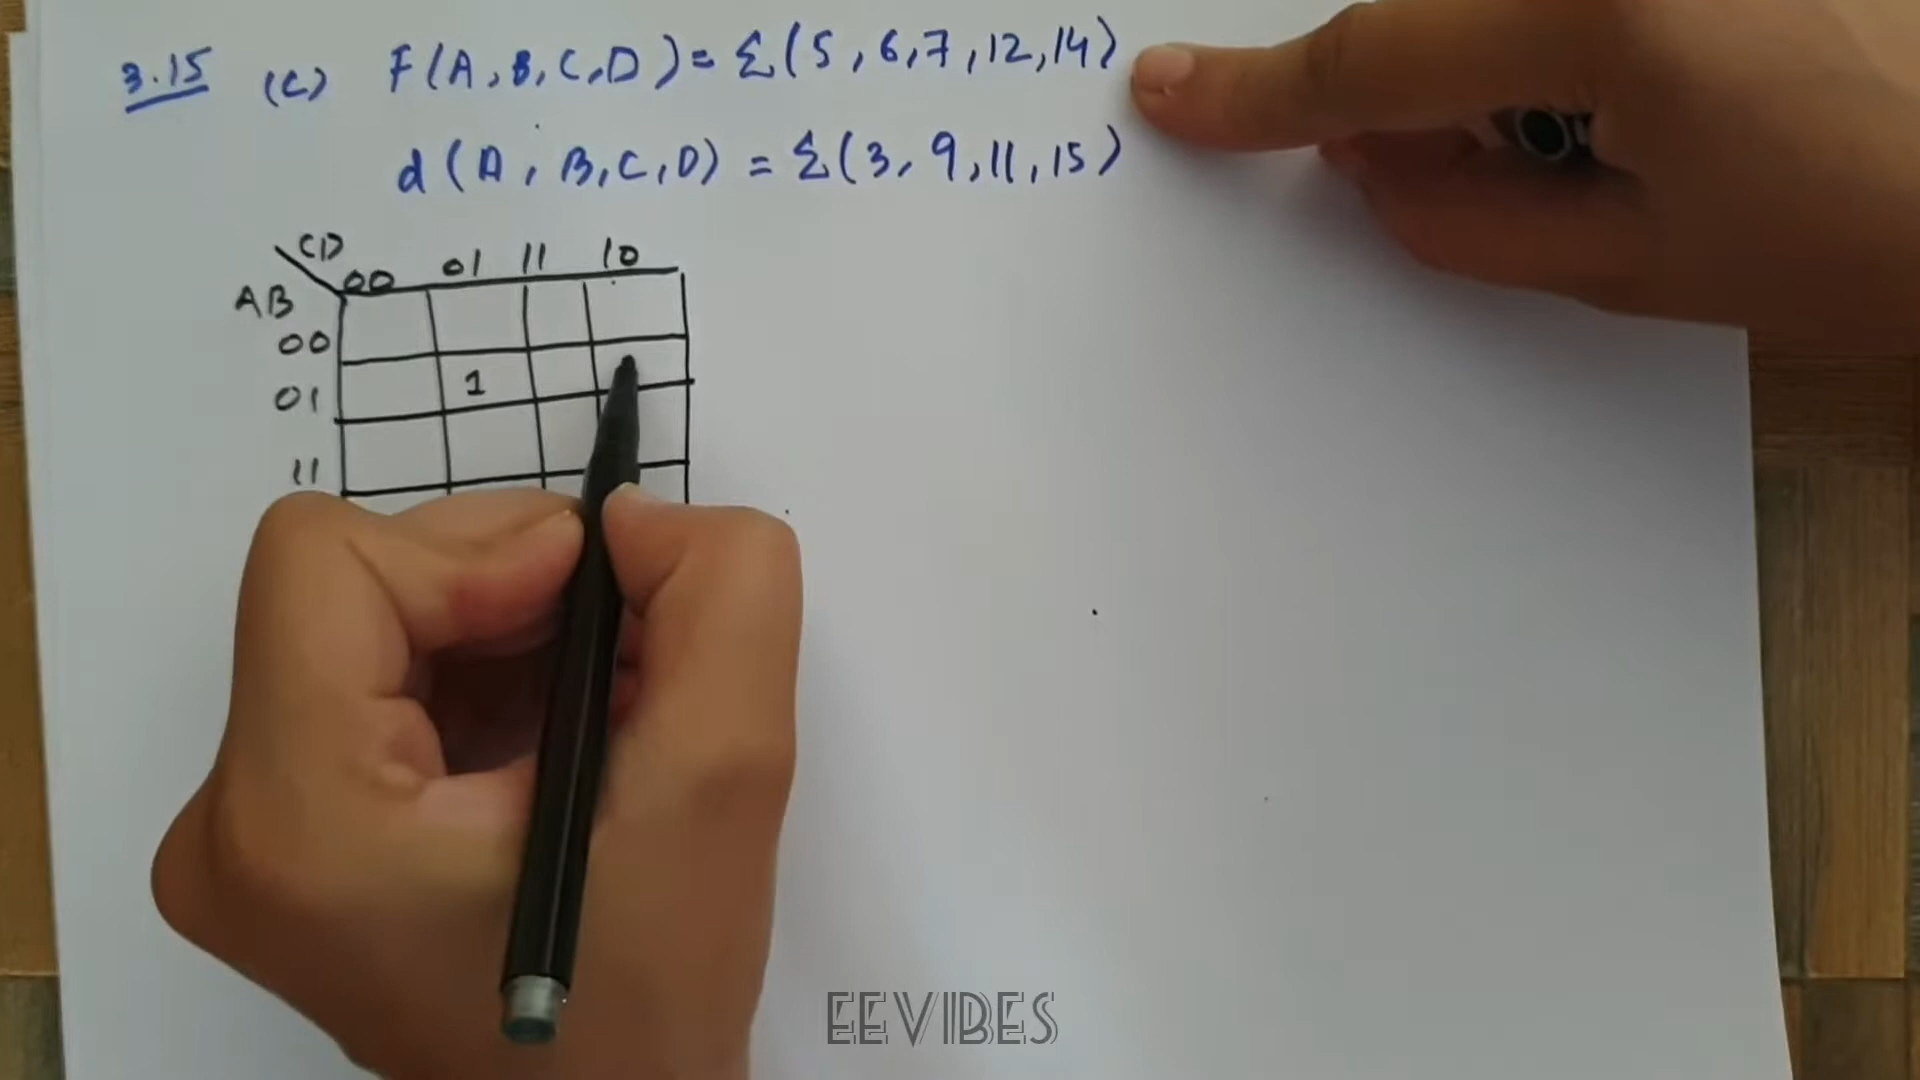 3.15 (C) F(A,B,C,D) = Σ(5,6,7,12,14)
d(A,B,C,D) = Σ(3,9,11,15)
CD
00 01 11 10
AB
00
01 1
11
EEVIBES